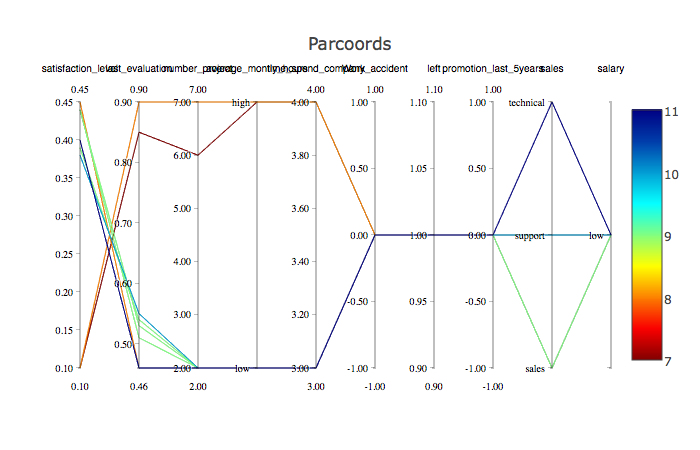 Parcoords
satisfaction_level last_evaluation number_project average_montly_hours time_spend_company Work_accident left promotion_last_5years sales salary
0.45 0.90 7.00 4.00 1.00 1.10 1.00
0.45 0.90 7.00 high 4.00 1.00 1.10 1.00 technical 11
0.40 0.80 6.00 3.80 0.50 1.05 0.50 10
0.35 0.70 5.00 3.60 0.00 1.00 0.00 support low 9
0.30 0.60 4.00 3.40 -0.50 0.95 -0.50 8
0.25 0.50 3.00 3.20 -1.00 0.90 -1.00 sales 7
0.20 2.00 low 3.00
0.15
0.10
0.10 0.46 2.00 3.00 -1.00 0.90 -1.00